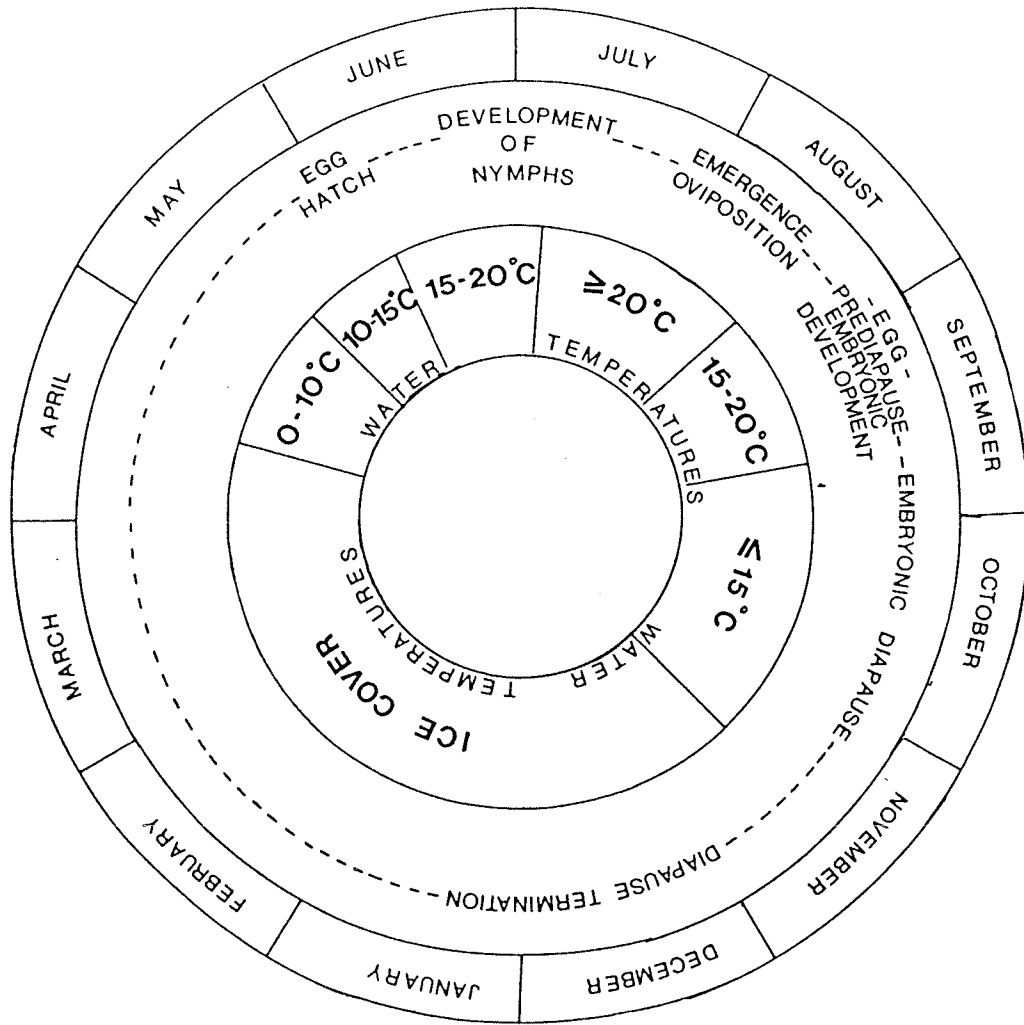 JANUARY
FEBRUARY
MARCH
APRIL
MAY
JUNE
JULY
AUGUST
SEPTEMBER
OCTOBER
NOVEMBER
DECEMBER
EGG
HATCH
DEVELOPMENT
OF
NYMPHS
EMERGENCE
OVIPOSITION
EGG
PREDIAPAUSE
EMBRYONIC
DEVELOPMENT
EMBRYONIC DIAPAUSE
DIAPAUSE TERMINATION
0-10°C
10-15°C
15-20°C
≥20°C
15-20°C
≤15°C
ICE COVER
WATER TEMPERATURES
WATER TEMPERATURES